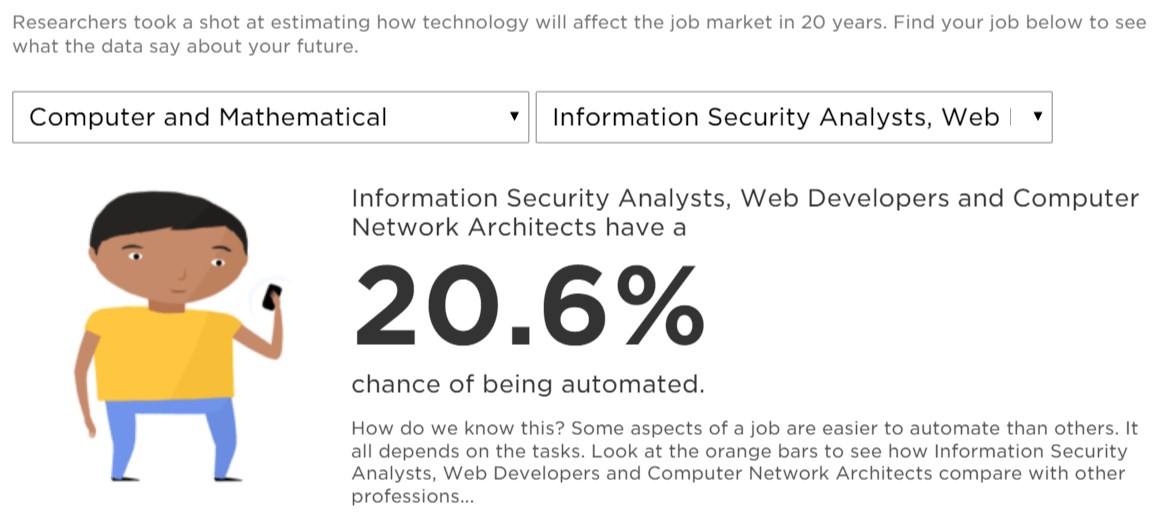 Researchers took a shot at estimating how technology will affect the job market in 20 years. Find your job below to see
what the data say about your future.
Computer and Mathematical
Information Security Analysts, Web
Information Security Analysts, Web Developers and Computer
Network Architects have a
20.6%
chance of being automated.
How do we know this? Some aspects of a job are easier to automate than others. It
all depends on the tasks. Look at the orange bars to see how Information Security
Analysts, Web Developers and Computer Network Architects compare with other
professions...